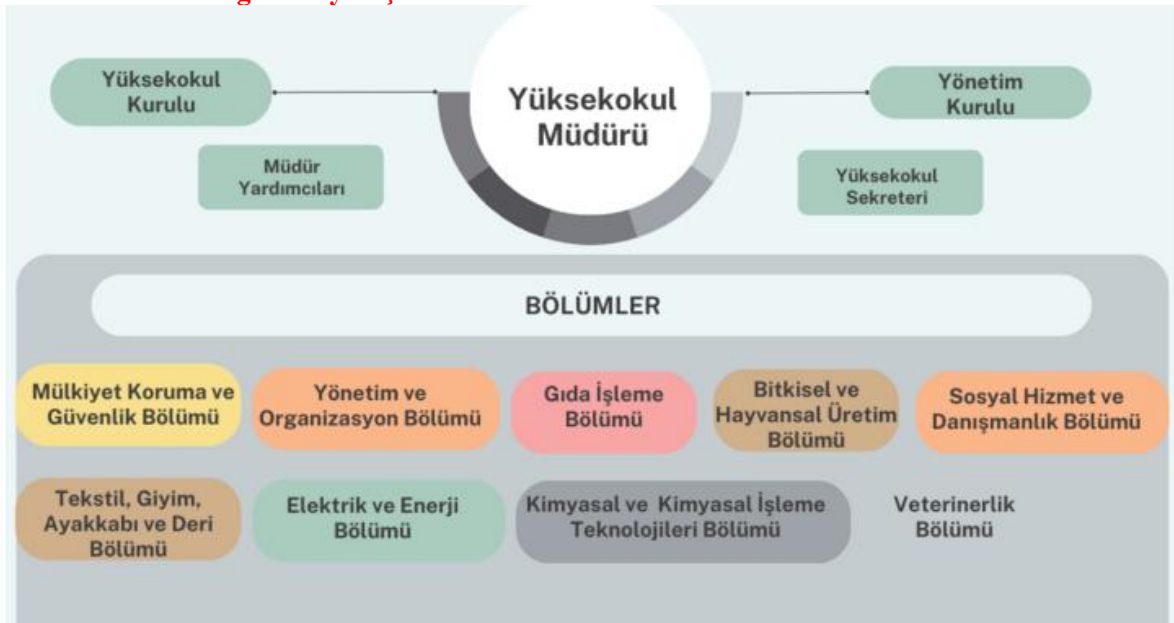 Yüksekokul
Kurulu
Yüksekokul
Müdürü
Yönetim
Kurulu
Müdür
Yardımcıları
Yüksekokul
Sekreteri
BÖLÜMLER
Mülkiyet Koruma ve
Güvenlik Bölümü
Yönetim ve
Organizasyon Bölümü
Gıda İşleme
Bölümü
Bitkisel ve
Hayvansal Üretim
Bölümü
Sosyal Hizmet ve
Danışmanlık Bölümü
Tekstil, Giyim,
Ayakkabı ve Deri
Bölümü
Elektrik ve Enerji
Bölümü
Kimyasal ve Kimyasal İşleme
Teknolojileri Bölümü
Veterinerlik
Bölümü